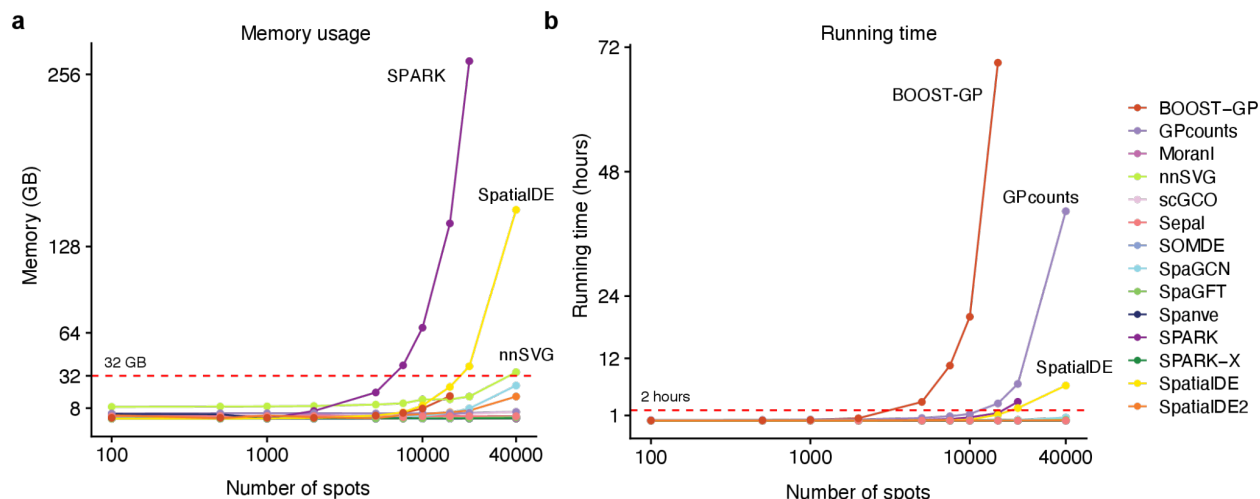 a
Memory usage
Memory (GB)
256
128
64
32
8
32 GB
SPARK
SpatialDE
nnSVG
100
1000
10000
40000
Number of spots
b
Running time
Running time (hours)
72
48
24
12
1
2 hours
BOOST-GP
GPcounts
SpatialDE
100
1000
10000
40000
Number of spots
BOOST-GP
GPcounts
MoranI
nnSVG
scGCO
Sepal
SOMDE
SpaGCN
SpaGFT
Spanve
SPARK
SPARK-X
SpatialDE
SpatialDE2